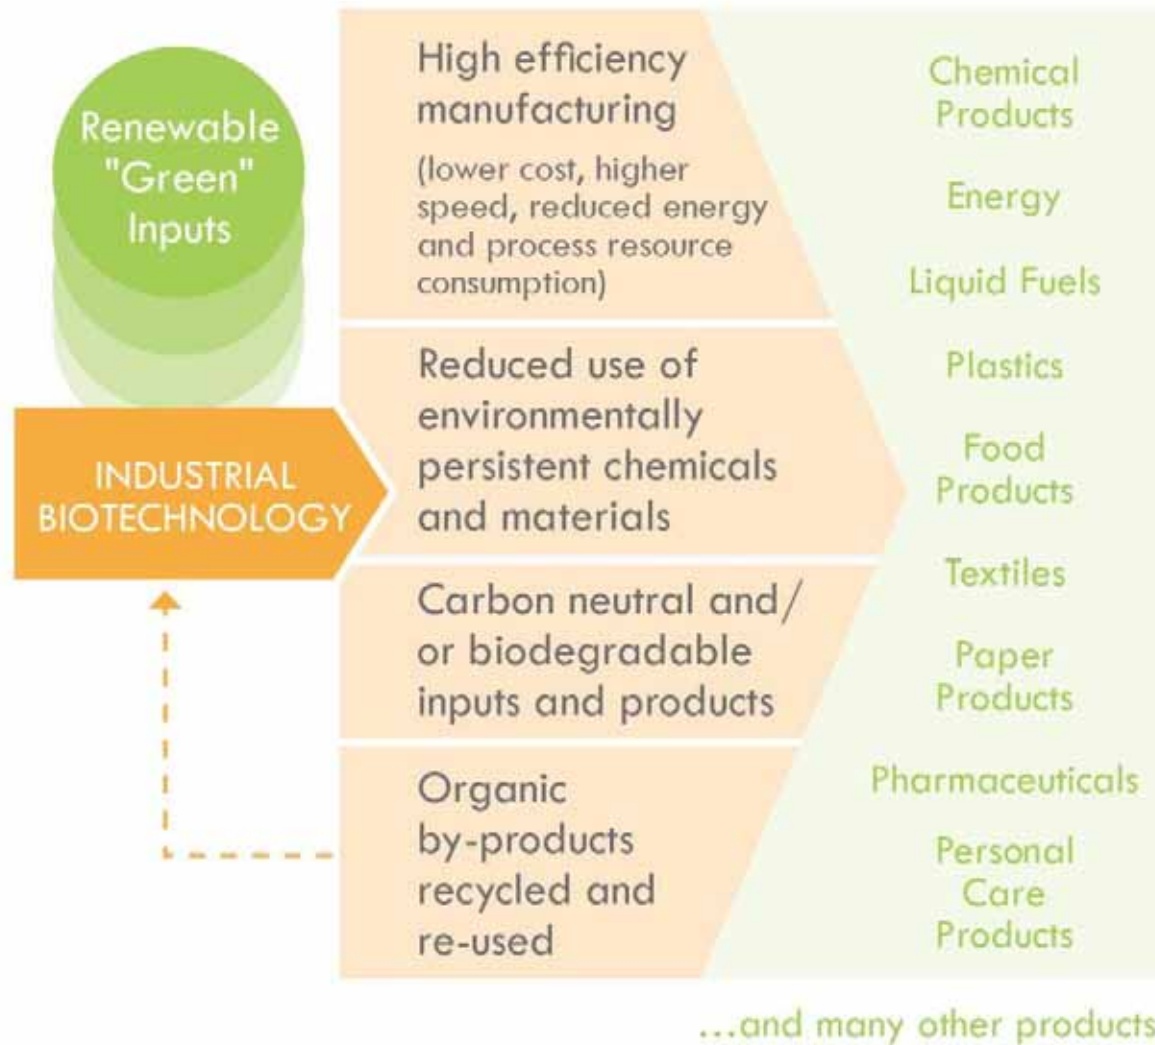 Renewable
"Green"
Inputs
INDUSTRIAL
BIOTECHNOLOGY
High efficiency
manufacturing
(lower cost, higher
speed, reduced energy
and process resource
consumption)
Reduced use of
environmentally
persistent chemicals
and materials
Carbon neutral and/
or biodegradable
inputs and products
Organic
by-products
recycled and
re-used
Chemical
Products
Energy
Liquid Fuels
Plastics
Food
Products
Textiles
Paper
Products
Pharmaceuticals
Personal
Care
Products
...and many other products